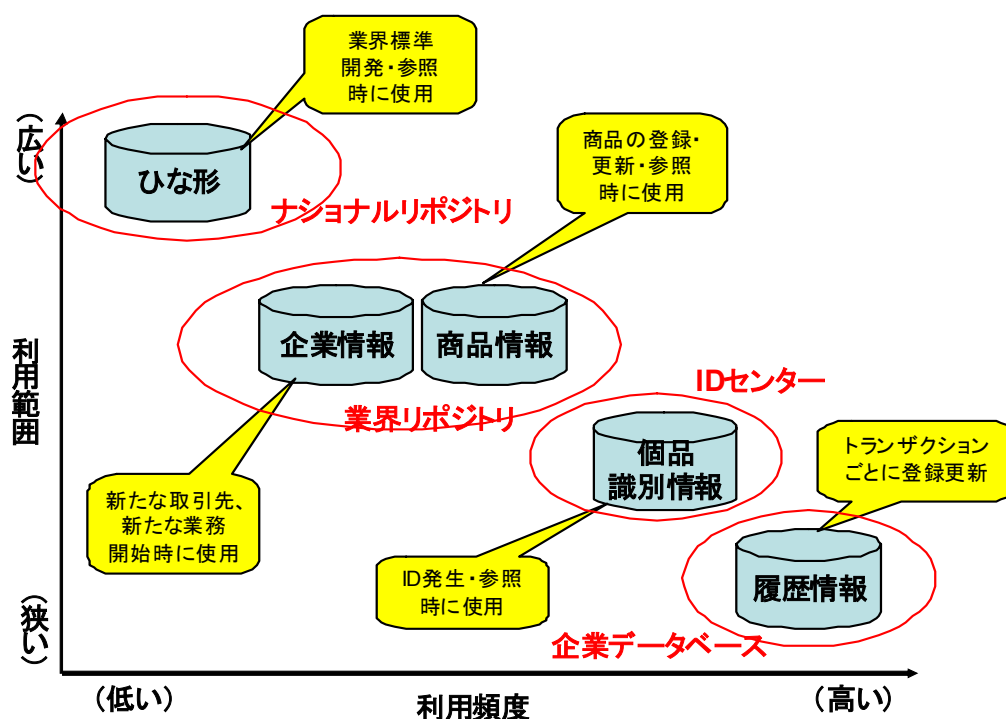 業界標準
開発・参照
時に使用
(広い)
ひな形
商品の登録・
更新・参照
時に使用
ナショナルリポジトリ
企業情報
商品情報
利用範囲
IDセンター
業界リポジトリ
個品
識別情報
トランザクション
ごとに登録更新
新たな取引先、
新たな業務
開始時に使用
ID発生・参照
時に使用
履歴情報
(狭い)
企業データベース
(低い)
利用頻度
(高い)